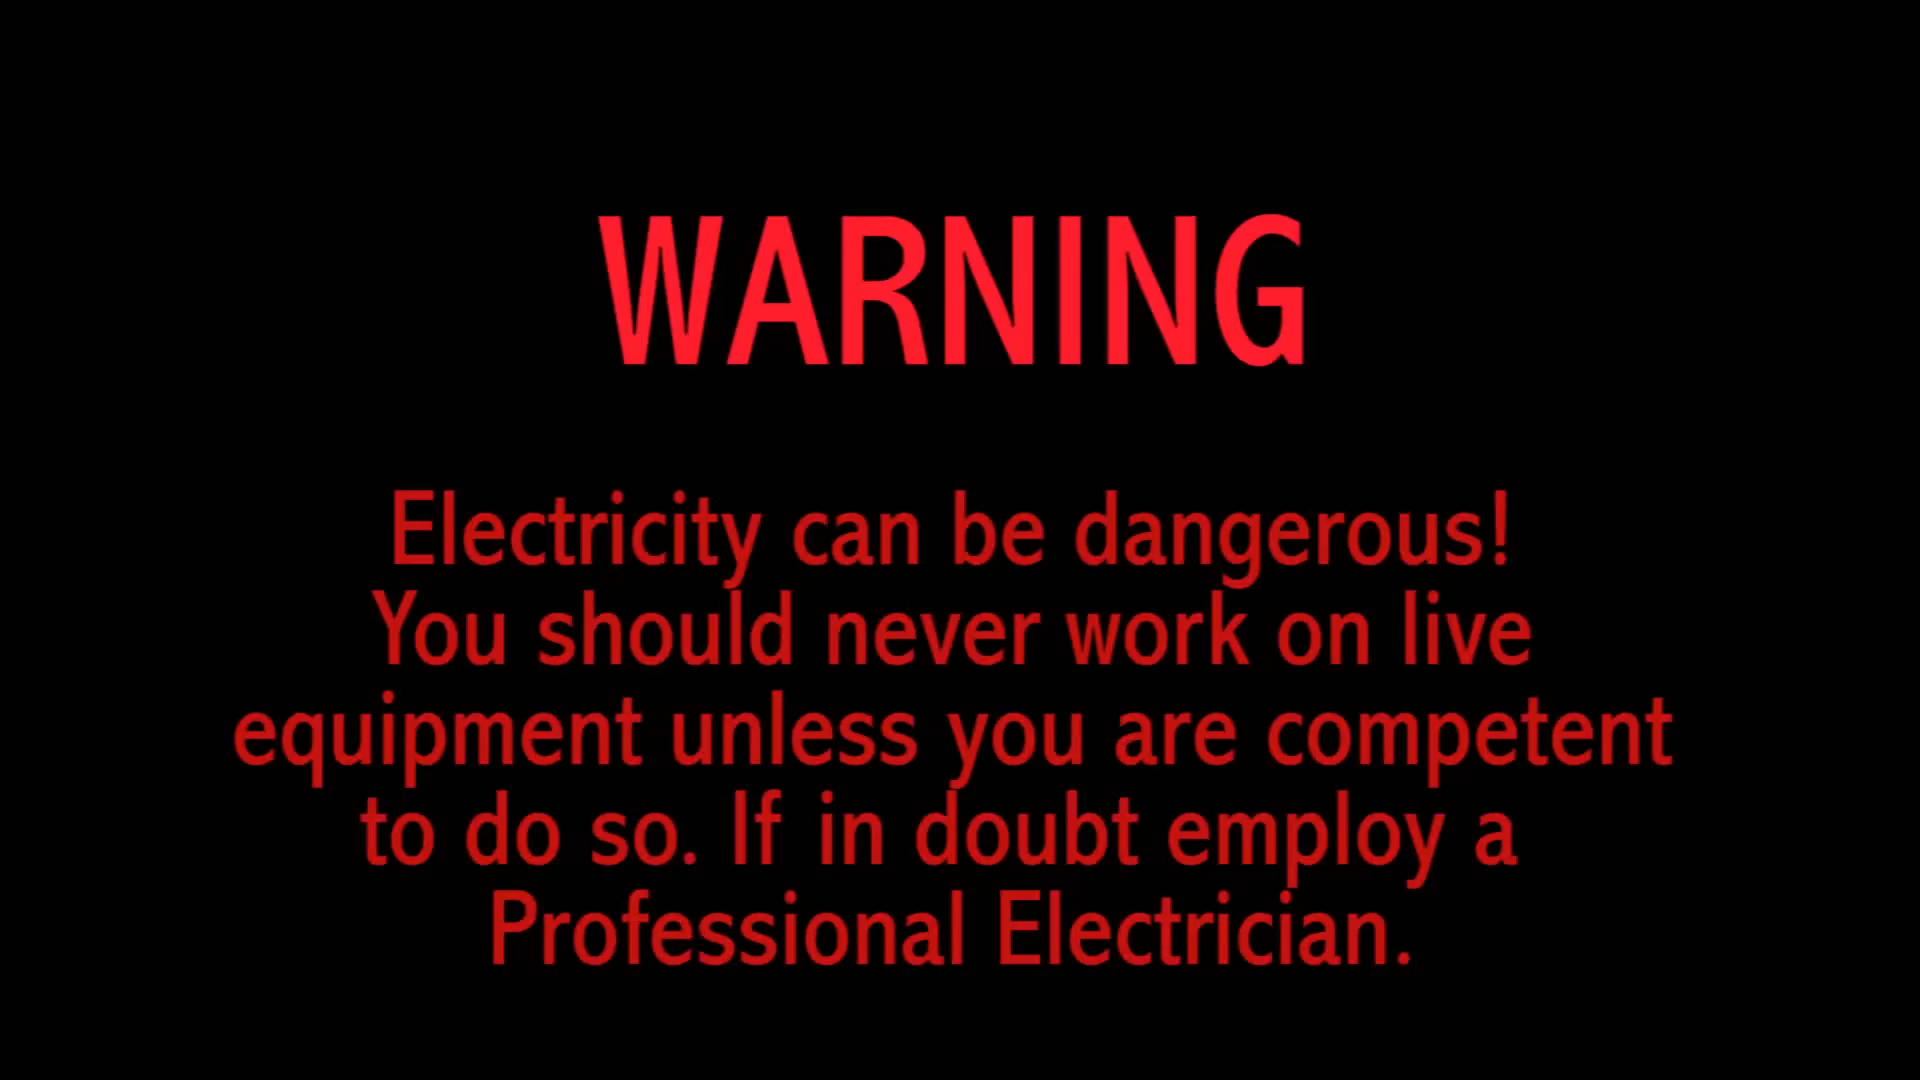 WARNING
Electricity can be dangerous!
You should never work on live
equipment unless you are competent
to do so. If in doubt employ a
Professional Electrician.